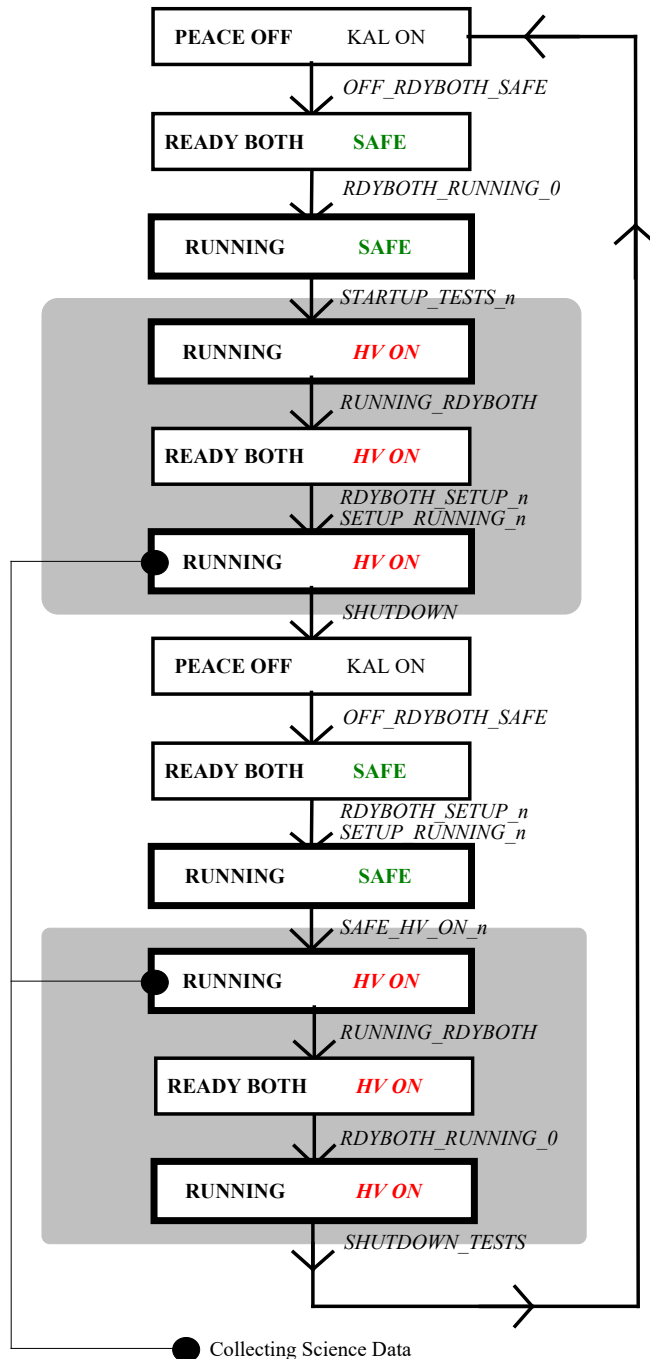 PEACE OFF KAL ON
OFF_RDYBOTH_SAFE
READY BOTH SAFE
RDYBOTH_RUNNING_0
RUNNING SAFE
STARTUP_TESTS_n
RUNNING HV ON
RUNNING_RDYBOTH
READY BOTH HV ON
RDYBOTH_SETUP_n
SETUP_RUNNING_n
RUNNING HV ON
SHUTDOWN
PEACE OFF KAL ON
OFF_RDYBOTH_SAFE
READY BOTH SAFE
RDYBOTH_SETUP_n
SETUP_RUNNING_n
RUNNING SAFE
SAFE_HV_ON_n
RUNNING HV ON
RUNNING_RDYBOTH
READY BOTH HV ON
RDYBOTH_RUNNING_0
RUNNING HV ON
SHUTDOWN_TESTS
Collecting Science Data